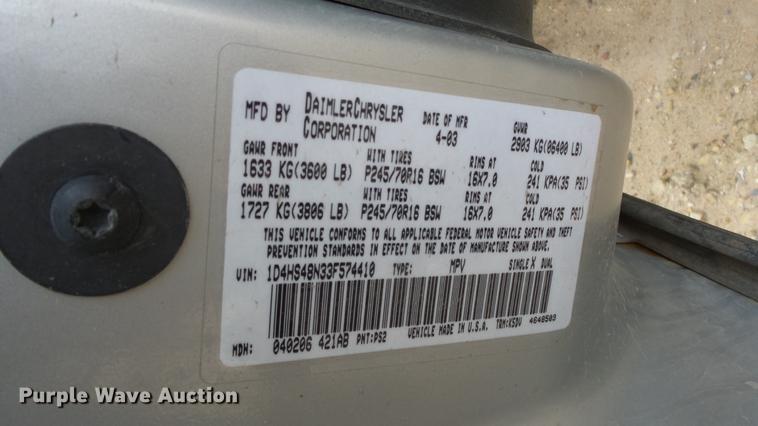 MFD BY DAIMLERCHRYSLER CORPORATION DATE OF MFR 4-03 GVWR 2903 KG(06400 LB)
GAWR FRONT WITH TIRES RIMS AT COLD
1633 KG(3600 LB) P245/70R16 BSW 16X7.0 241 KPA(35 PSI)
GAWR REAR WITH TIRES RIMS AT COLD
1727 KG(3806 LB) P245/70R16 BSW 16X7.0 241 KPA(35 PSI)
THIS VEHICLE CONFORMS TO ALL APPLICABLE FEDERAL MOTOR VEHICLE SAFETY AND THEFT
PREVENTION STANDARDS IN EFFECT ON THE DATE OF MANUFACTURE SHOWN ABOVE.
VIN: 1D4HS48N33F574410 TYPE: MPV SINGLE X DUAL
MDH: 040206 421AB PNT:PS2 VEHICLE MADE IN U.S.A. TRM:K5DV 4648503
Purple Wave Auction